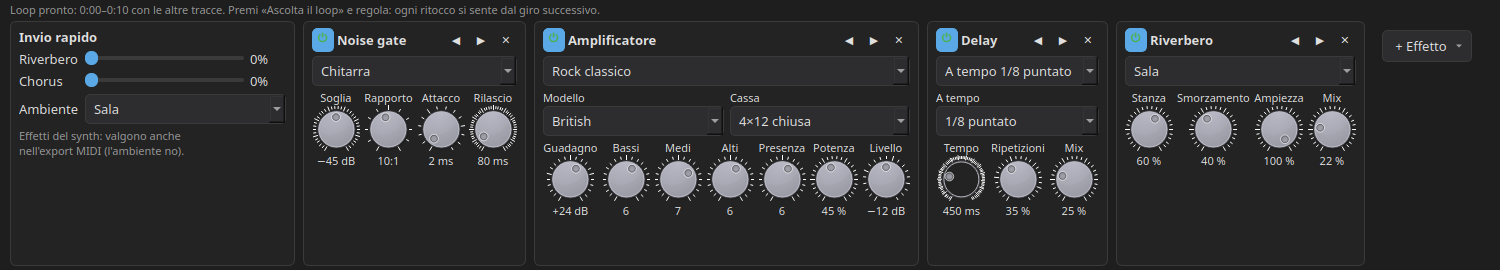 Loop pronto: 0:00–0:10 con le altre tracce. Premi «Ascolta il loop» e regola: ogni ritocco si sente dal giro successivo.
Invio rapido
Riverbero 0%
Chorus 0%
Ambiente Sala
Effetti del synth: valgono anche
nell'export MIDI (l'ambiente no).
Noise gate ◀ ▶ ✕
Chitarra
Soglia Rapporto Attacco Rilascio
−45 dB 10:1 2 ms 80 ms
Amplificatore ◀ ▶ ✕
Rock classico
Modello Cassa
British 4×12 chiusa
Guadagno Bassi Medi Alti Presenza Potenza Livello
+24 dB 6 7 6 6 45 % −12 dB
Delay ◀ ▶ ✕
A tempo 1/8 puntato
A tempo
1/8 puntato
Tempo Ripetizioni Mix
450 ms 35 % 25 %
Riverbero ◀ ▶ ✕
Sala
Stanza Smorzamento Ampiezza Mix
60 % 40 % 100 % 22 %
+ Effetto